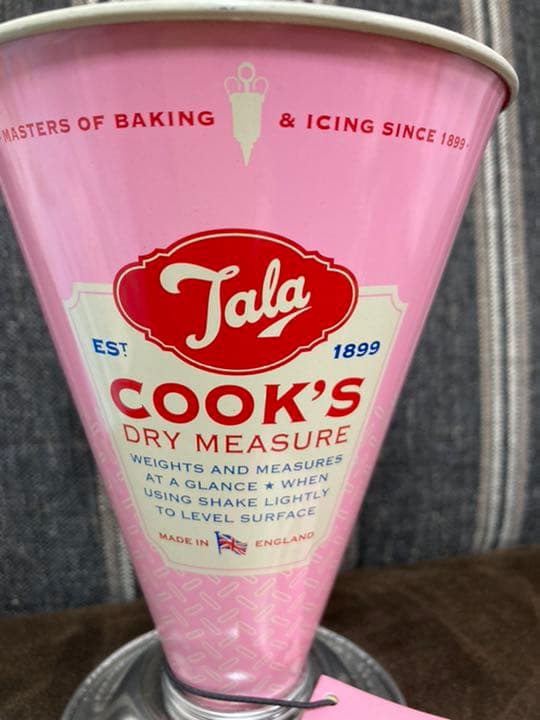 MASTERS OF BAKING & ICING SINCE 1899
Tala
EST 1899
COOK'S
DRY MEASURE
WEIGHTS AND MEASURES
AT A GLANCE ★ WHEN
USING SHAKE LIGHTLY
TO LEVEL SURFACE
MADE IN ENGLAND